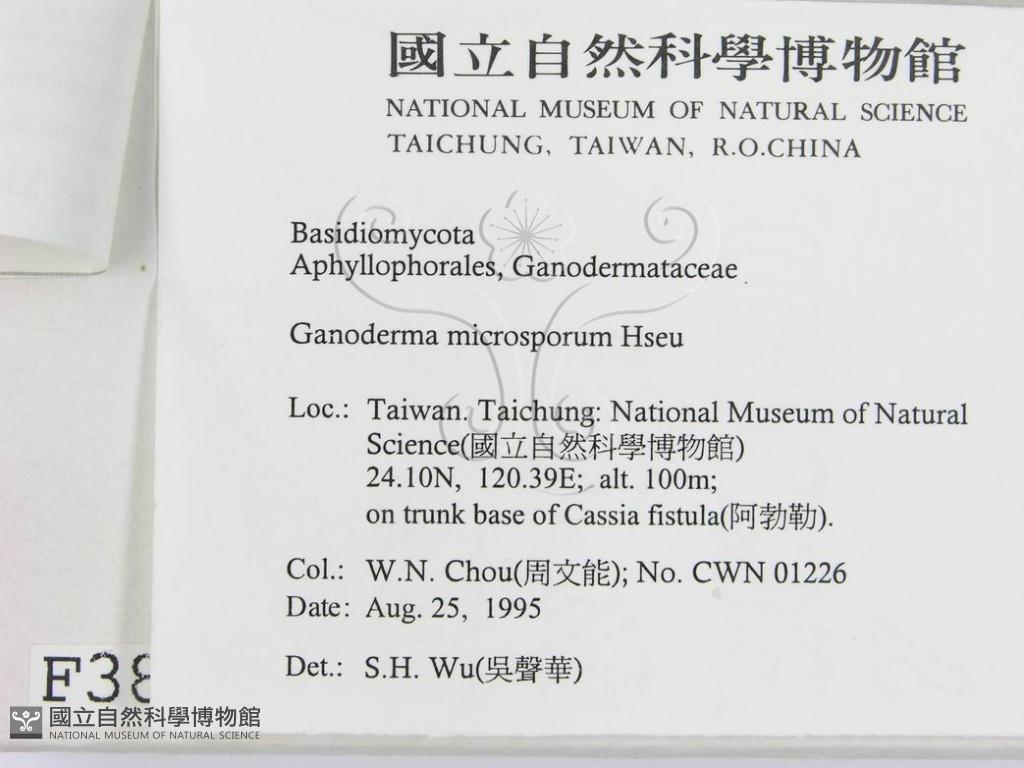 國立自然科學博物館
NATIONAL MUSEUM OF NATURAL SCIENCE
TAICHUNG, TAIWAN, R.O.CHINA
Basidiomycota
Aphyllophorales, Ganodermataceae
Ganoderma microsporum Hseu
Loc.: Taiwan. Taichung: National Museum of Natural
Science(國立自然科學博物館)
24.10N, 120.39E; alt. 100m;
on trunk base of Cassia fistula(阿勃勒).
Col.: W.N. Chou(周文能); No. CWN 01226
Date: Aug. 25, 1995
Det.: S.H. Wu(吳聲華)
F38
國立自然科學博物館
NATIONAL MUSEUM OF NATURAL SCIENCE